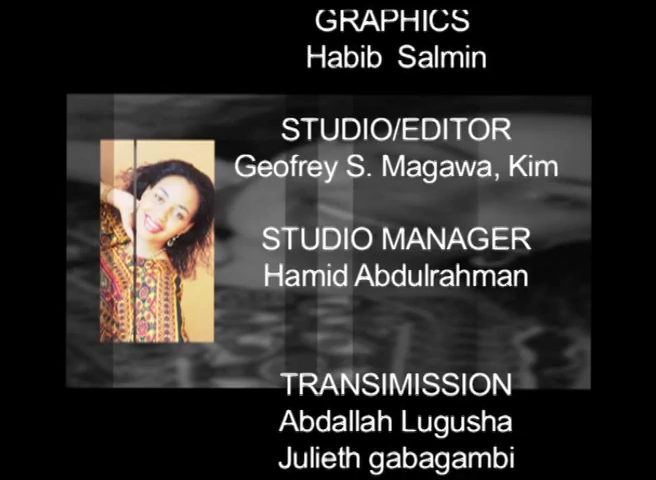 GRAPHICS
Habib Salmin
STUDIO/EDITOR
Geofrey S. Magawa, Kim
STUDIO MANAGER
Hamid Abdulrahman
TRANSIMISSION
Abdallah Lugusha
Julieth gabagambi